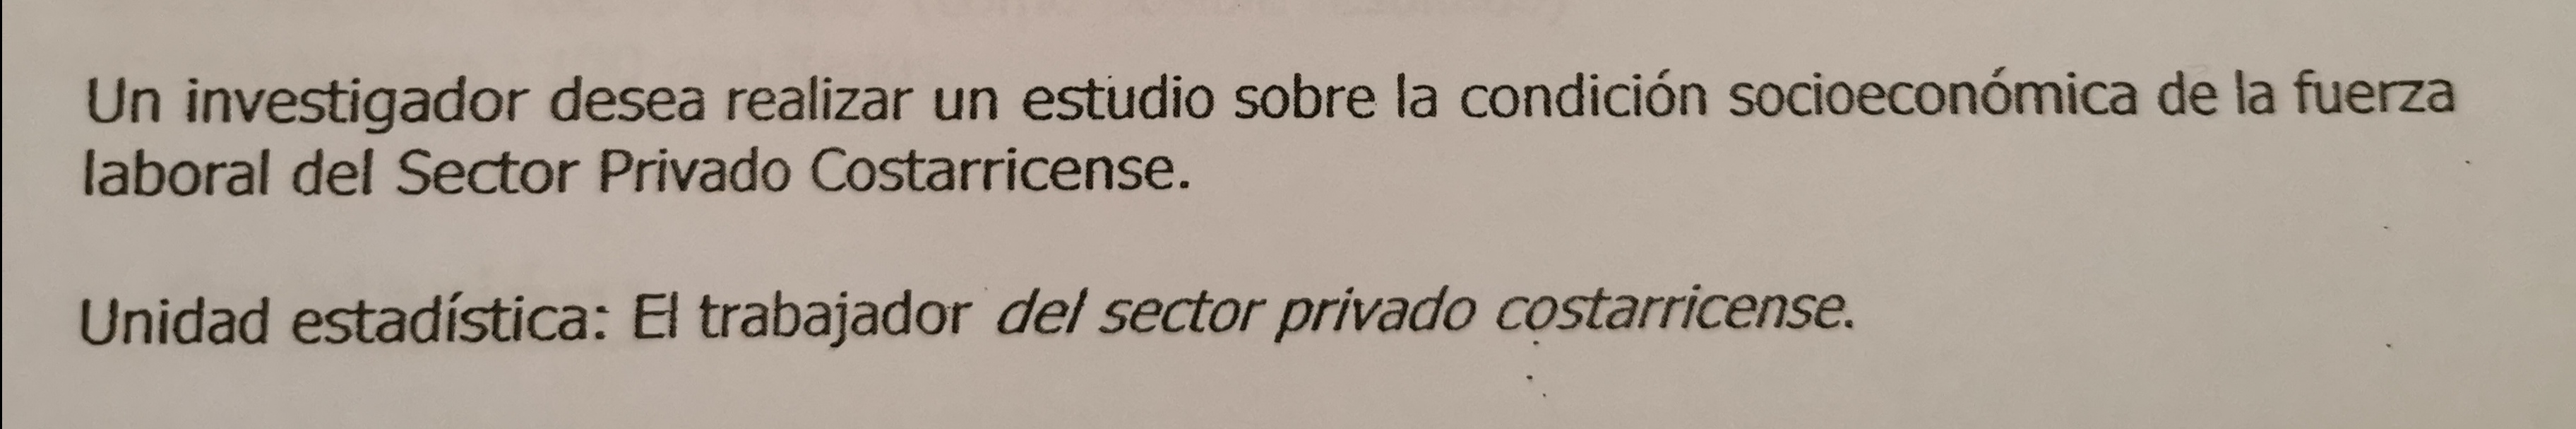 Un investigador desea realizar un estudio sobre la condición socioeconómica de la fuerza
laboral del Sector Privado Costarricense.
Unidad estadística: El trabajador del sector privado costarricense.